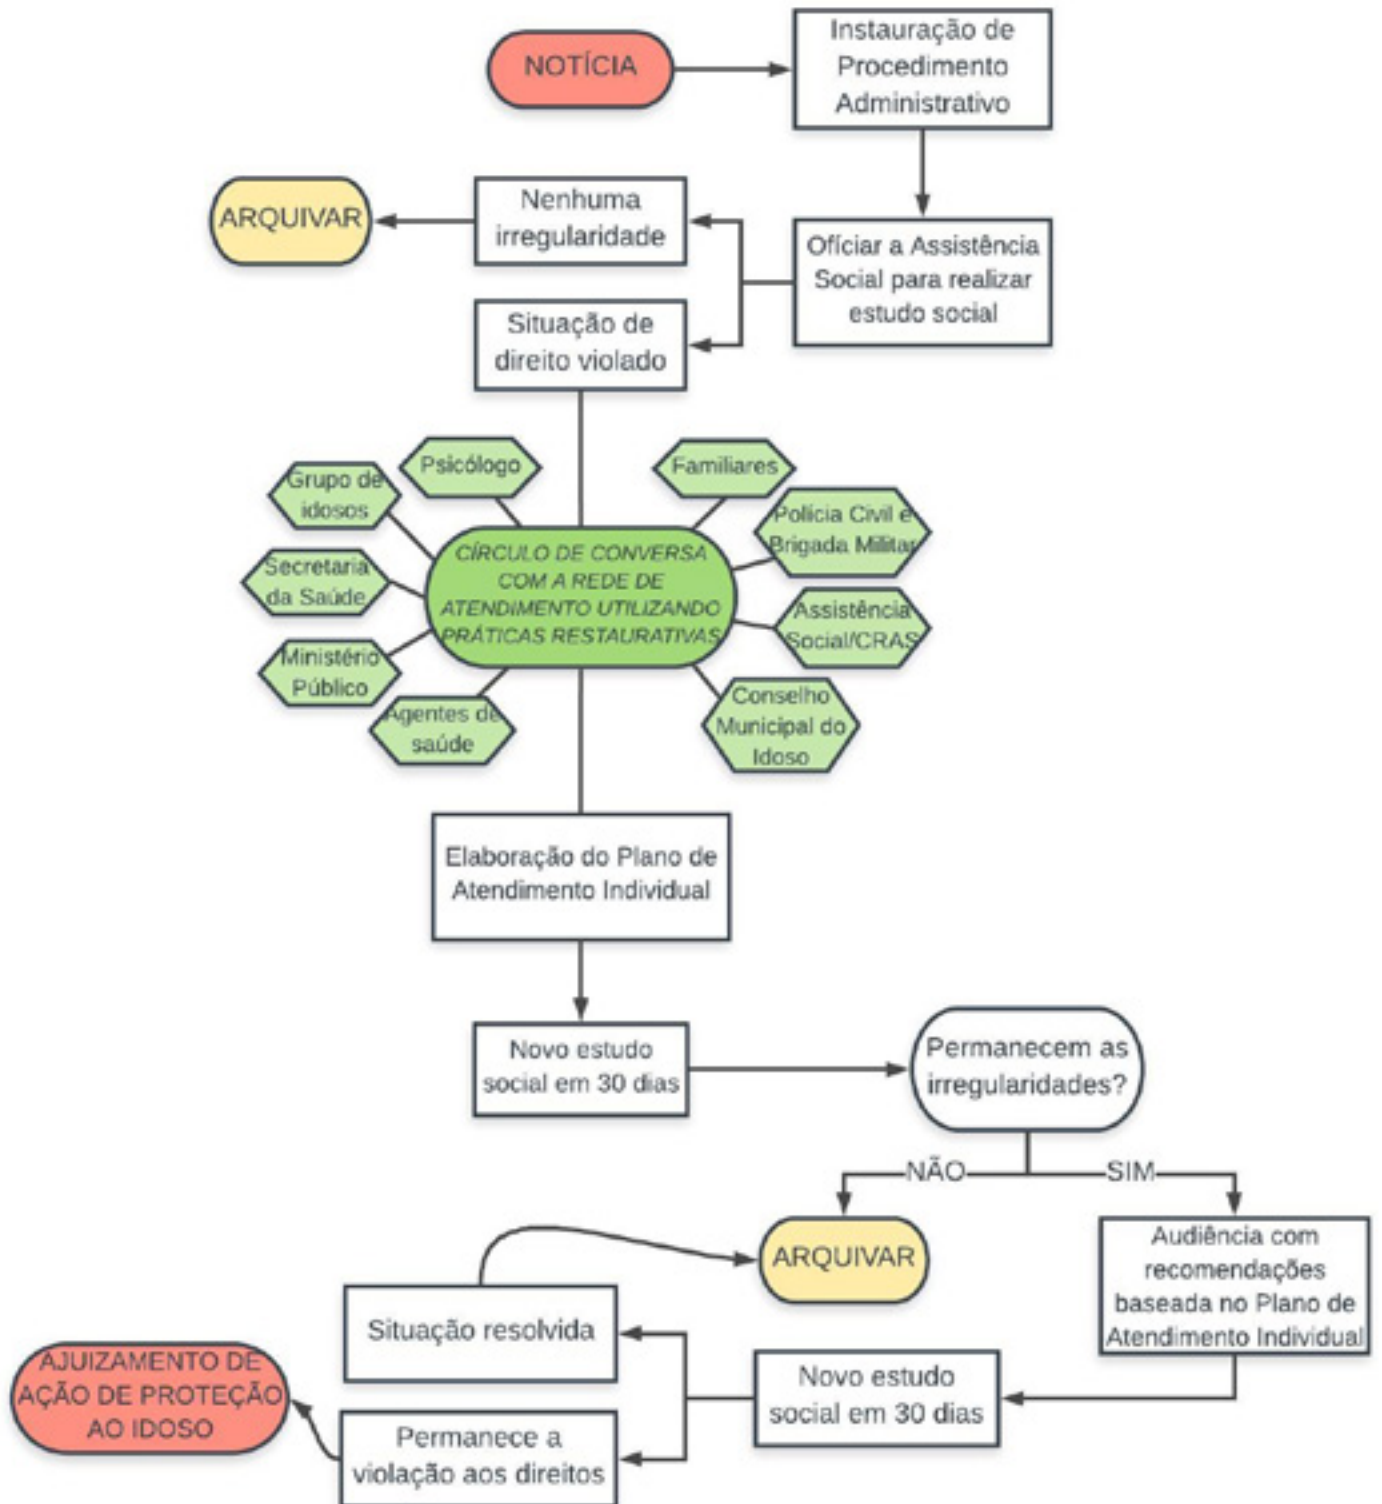 NOTÍCIA
Instauração de
Procedimento
Administrativo
ARQUIVAR
Nenhuma
irregularidade
Ofíciar a Assistência
Social para realizar
estudo social
Situação de
direito violado
Psicólogo
Familiares
Grupo de
idosos
Polícia Civil e
Brigada Militar
CÍRCULO DE CONVERSA
COM A REDE DE
ATENDIMENTO UTILIZANDO
PRÁTICAS RESTAURATIVAS
Secretaria
da Saúde
Assistência
Social/CRAS
Ministério
Público
Agentes de
saúde
Conselho
Municipal do
Idoso
Elaboração do Plano de
Atendimento Individual
Novo estudo
social em 30 dias
Permanecem as
irregularidades?
NÃO
SIM
ARQUIVAR
Audiência com
recomendações
baseada no Plano de
Atendimento Individual
Situação resolvida
Novo estudo
social em 30 dias
AJUIZAMENTO DE
AÇÃO DE PROTEÇÃO
AO IDOSO
Permanece a
violação aos direitos